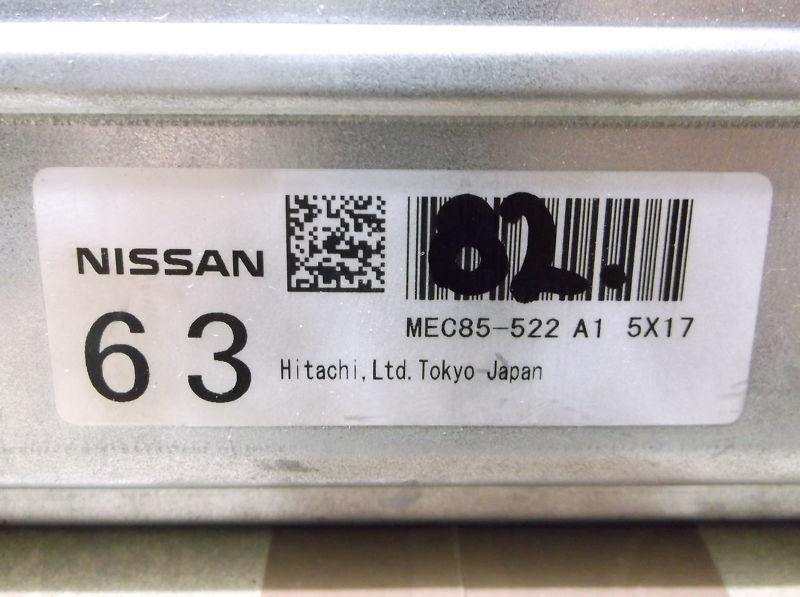 NISSAN
82.
MEC85-522 A1 5X17
63
Hitachi,Ltd.Tokyo Japan